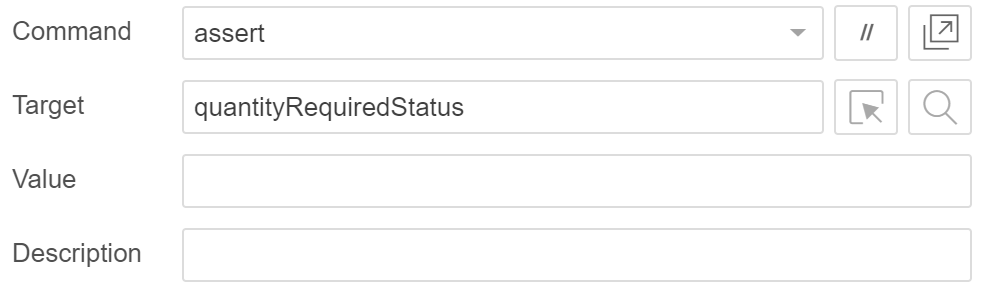 Command assert //
Target quantityRequiredStatus
Value
Description